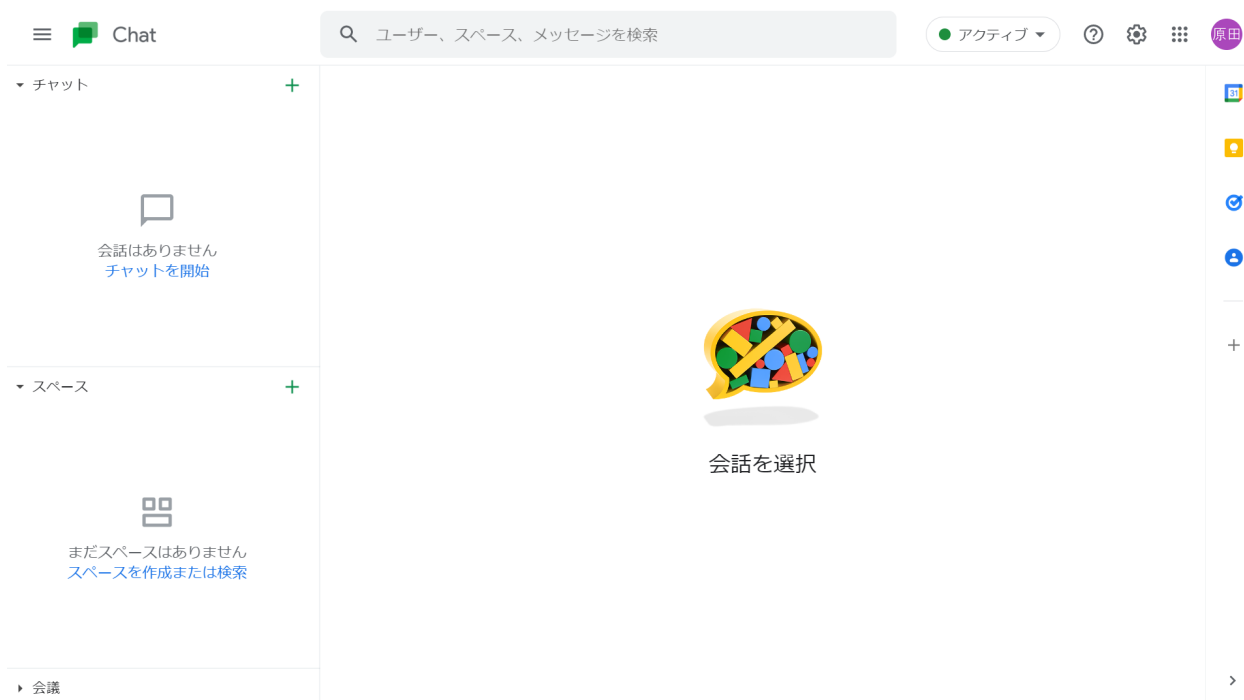 Chat
ユーザー、スペース、メッセージを検索
アクティブ
原田
チャット
31
会話はありません
チャットを開始
スペース
会話を選択
まだスペースはありません
スペースを作成または検索
会議